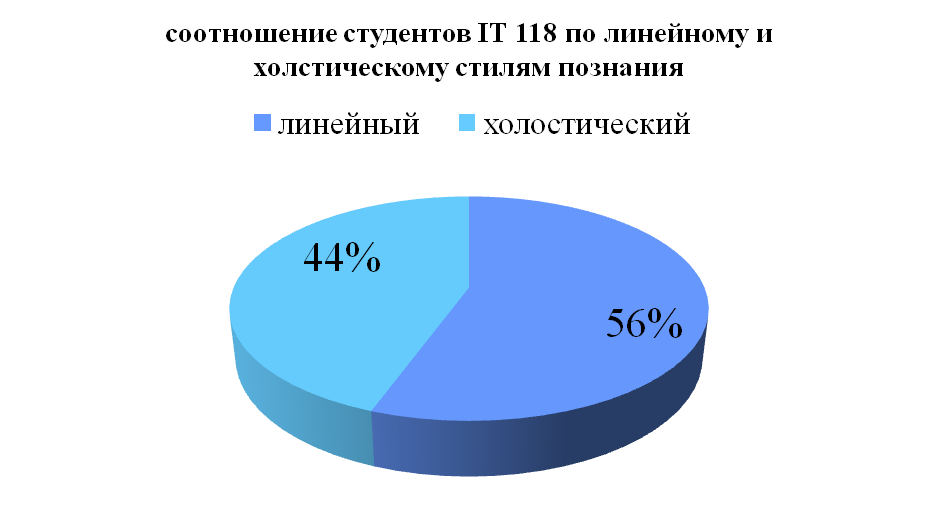 соотношение студентов IT 118 по линейному и
холстическому стилям познания
линейный холостический
44%
56%